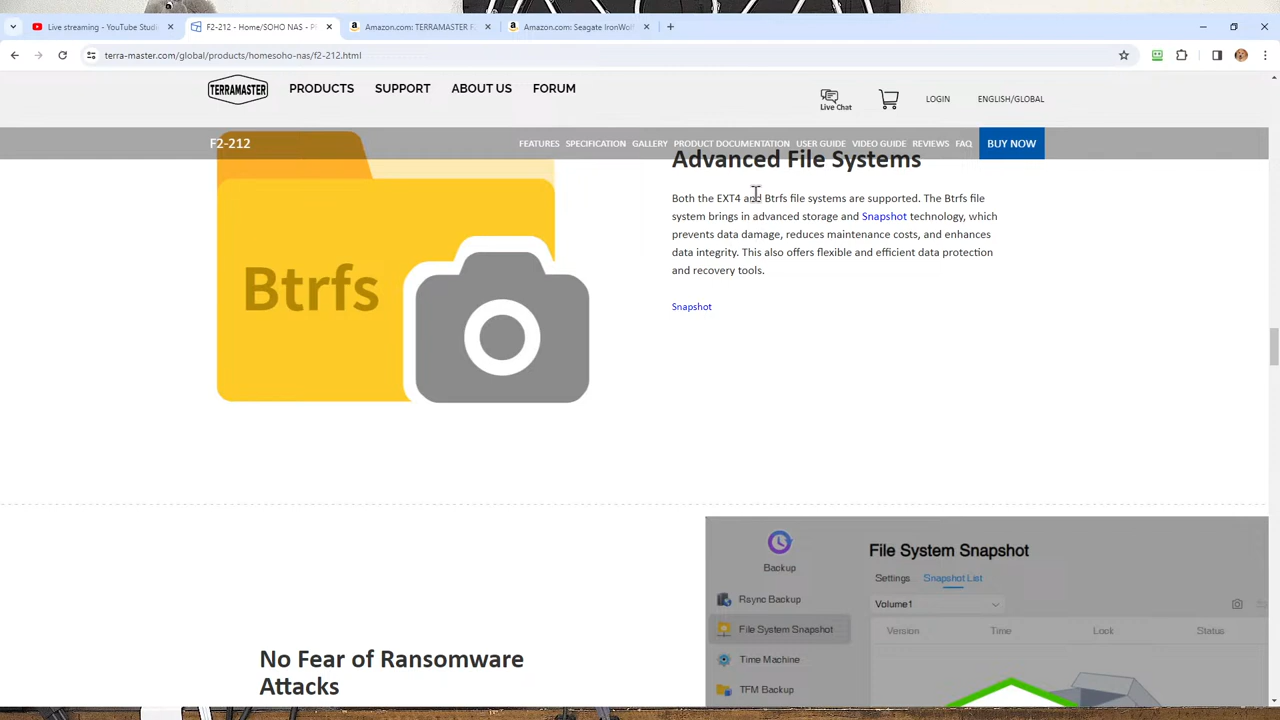 Live streaming - YouTube Studi
F2-212 - Home/SOHO NAS - P
Amazon.com: TERRAMASTER F
Amazon.com: Seagate IronWolf
terra-master.com/global/products/homesoho-nas/f2-212.html
TERRAMASTER
PRODUCTS
SUPPORT
ABOUT US
FORUM
Live Chat
LOGIN
ENGLISH/GLOBAL
F2-212
FEATURES
SPECIFICATION
GALLERY
PRODUCT DOCUMENTATION
USER GUIDE
VIDEO GUIDE
REVIEWS
FAQ
BUY NOW
Btrfs
Advanced File Systems
Both the EXT4 and Btrfs file systems are supported. The Btrfs file
system brings in advanced storage and Snapshot technology, which
prevents data damage, reduces maintenance costs, and enhances
data integrity. This also offers flexible and efficient data protection
and recovery tools.
Snapshot
No Fear of Ransomware
Attacks
Backup
Rsync Backup
File System Snapshot
Time Machine
TFM Backup
File System Snapshot
Settings
Snapshot List
Volume1
Version
Time
Lock
Status